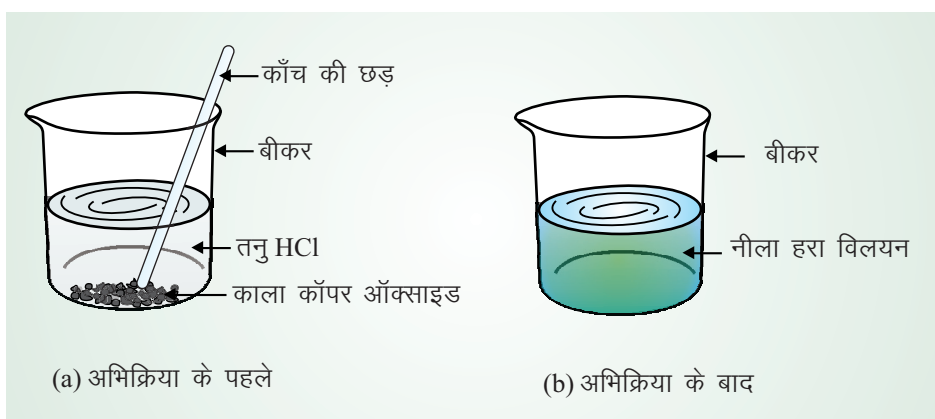 काँच की छड़
बीकर
तनु HCl
काला कॉपर ऑक्साइड
(a) अभिक्रिया के पहले
बीकर
नीला हरा विलयन
(b) अभिक्रिया के बाद